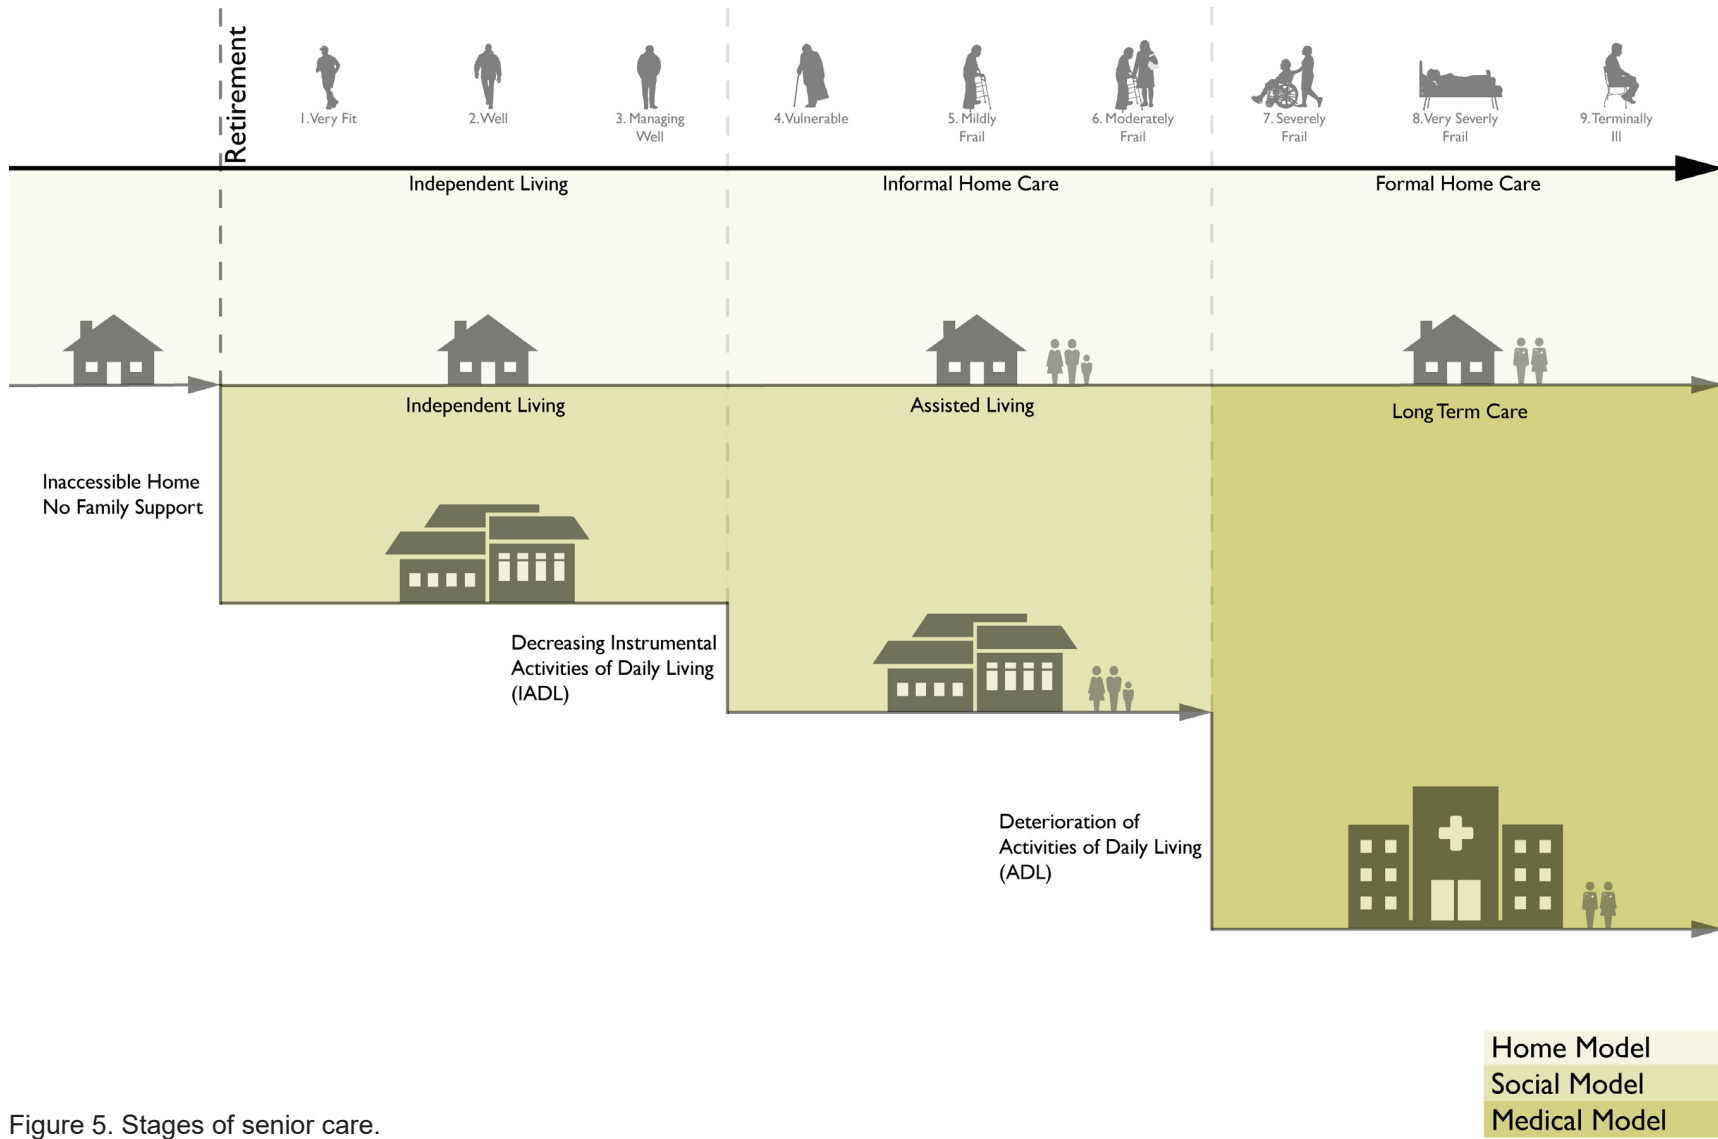 Retirement
1. Very Fit
2. Well
3. Managing
Well
4. Vulnerable
5. Mildly
Frail
6. Moderately
Frail
7. Severely
Frail
8. Very Severly
Frail
9. Terminally
Ill
Independent Living
Informal Home Care
Formal Home Care
Independent Living
Assisted Living
Long Term Care
Inaccessible Home
No Family Support
Decreasing Instrumental
Activities of Daily Living
(IADL)
Deterioration of
Activities of Daily Living
(ADL)
Home Model
Social Model
Medical Model
Figure 5. Stages of senior care.